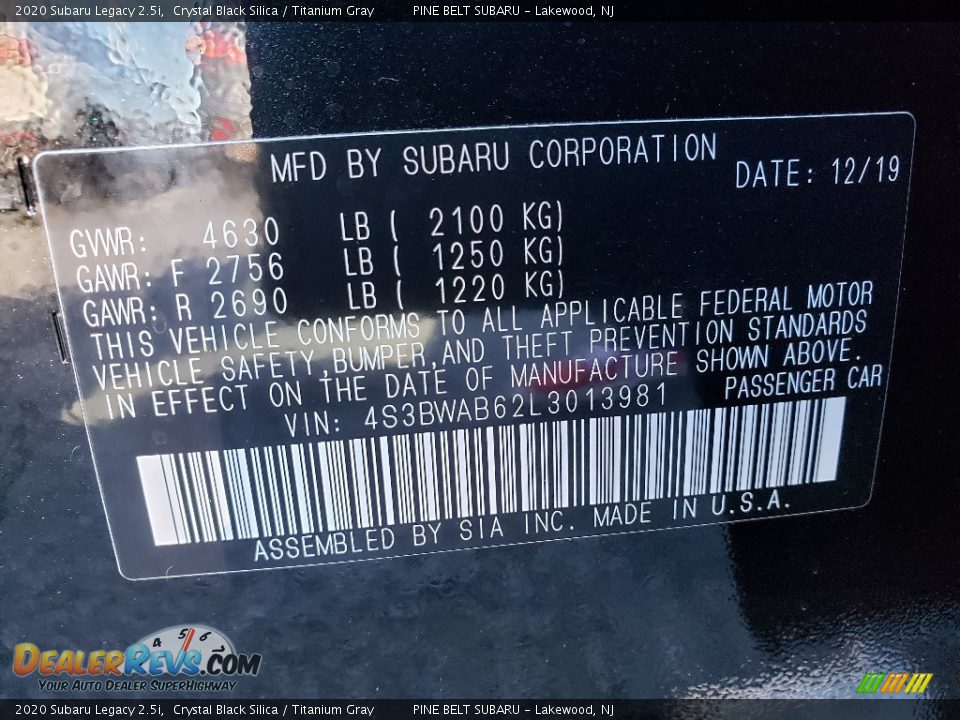 2020 Subaru Legacy 2.5i, Crystal Black Silica / Titanium Gray PINE BELT SUBARU - Lakewood, NJ
MFD BY SUBARU CORPORATION DATE: 12/19
GVWR: 4630 LB ( 2100 KG)
GAWR: F 2756 LB ( 1250 KG)
GAWR: R 2690 LB ( 1220 KG)
THIS VEHICLE CONFORMS TO ALL APPLICABLE FEDERAL MOTOR
VEHICLE SAFETY,BUMPER,AND THEFT PREVENTION STANDARDS
IN EFFECT ON THE DATE OF MANUFACTURE SHOWN ABOVE.
VIN: 4S3BWAB62L3013981 PASSENGER CAR
ASSEMBLED BY SIA INC. MADE IN U.S.A.
4 5 6
DEALERREVS.COM
YOUR AUTO DEALER SUPERHIGHWAY
2020 Subaru Legacy 2.5i, Crystal Black Silica / Titanium Gray PINE BELT SUBARU - Lakewood, NJ